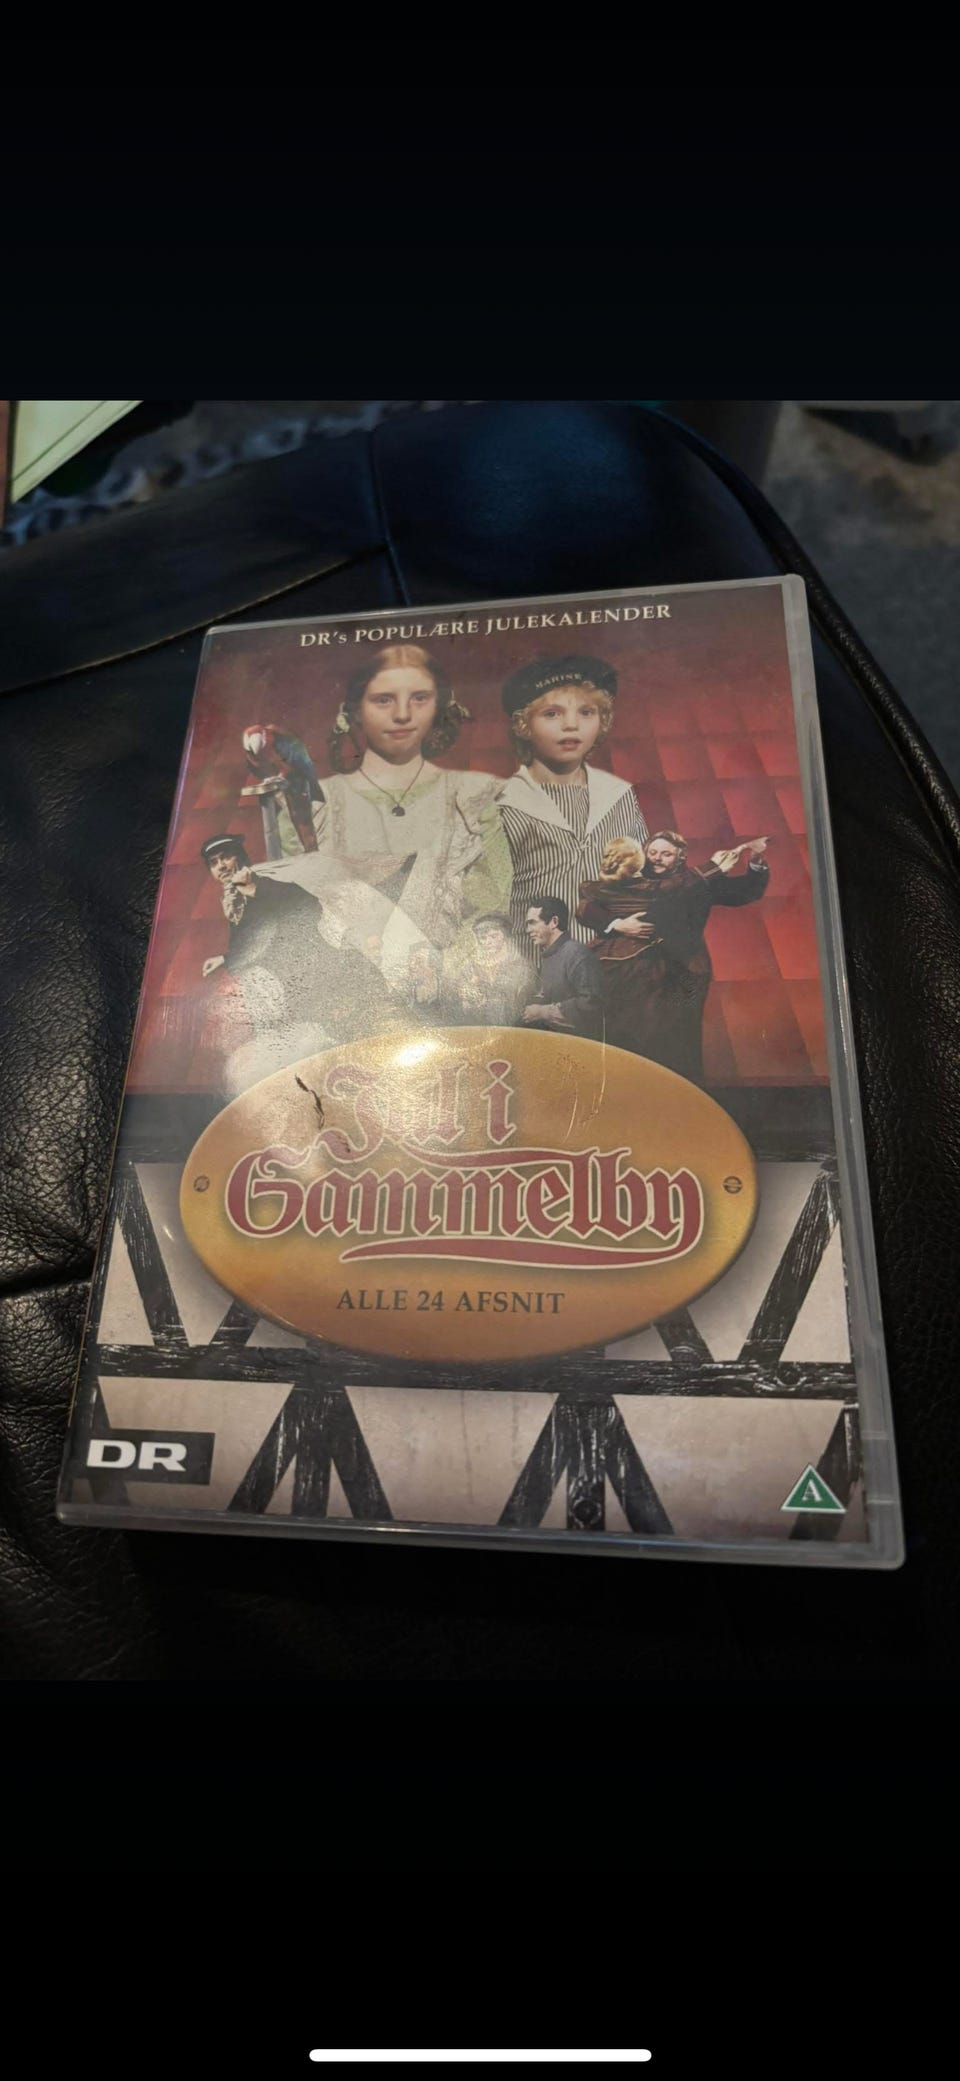 DR's POPULÆRE JULEKALENDER
MARINE
Jul i
Gammelby
ALLE 24 AFSNIT
DR
A